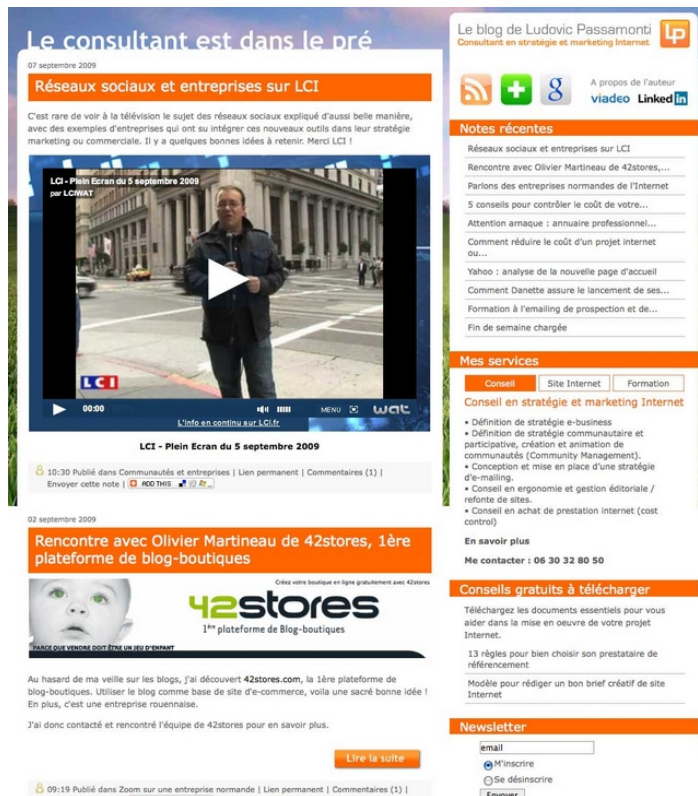 Le consultant est dans le pré
07 septembre 2009
Réseaux sociaux et entreprises sur LCI
C'est rare de voir à la télévision le sujet des réseaux sociaux expliqué d'aussi belle manière,
avec des exemples d'entreprises qui ont su intégrer ces nouveaux outils dans leur stratégie
marketing ou commerciale. Il y a quelques bonnes idées à retenir. Merci LCI !
LCI - Plein Ecran du 5 septembre 2009
par LCIWAT
LCI
00:00
MENU
wat
L'info en continu sur LCI.fr
LCI - Plein Ecran du 5 septembre 2009
10:30 Publié dans Communautés et entreprises | Lien permanent | Commentaires (1) |
Envoyer cette note | ADD THIS
02 septembre 2009
Rencontre avec Olivier Martineau de 42stores, 1ère
plateforme de blog-boutiques
Créez votre boutique en ligne gratuitement avec 42stores
42stores
1ère plateforme de Blog-boutiques
PARCE QUE VENDRE DOIT ÊTRE UN JEU D'ENFANT
Au hasard de ma veille sur les blogs, j'ai découvert 42stores.com, la 1ère plateforme de
blog-boutiques. Utiliser le blog comme base de site d'e-commerce, voila une sacré bonne idée !
En plus, c'est une entreprise rouennaise.
J'ai donc contacté et rencontré l'équipe de 42stores pour en savoir plus.
Lire la suite
09:19 Publié dans Zoom sur une entreprise normande | Lien permanent | Commentaires (1) |
Le blog de Ludovic Passamonti
Consultant en stratégie et marketing Internet
LP
g
A propos de l'auteur
viadeo LinkedIn
Notes récentes
Réseaux sociaux et entreprises sur LCI
Rencontre avec Olivier Martineau de 42stores,...
Parlons des entreprises normandes de l'Internet
5 conseils pour contrôler le coût de votre...
Attention arnaque : annuaire professionnel...
Comment réduire le coût d'un projet internet
ou...
Yahoo : analyse de la nouvelle page d'accueil
Comment Danette assure le lancement de ses...
Formation à l'emailing de prospection et de...
Fin de semaine chargée
Mes services
Conseil
Site Internet
Formation
Conseil en stratégie et marketing Internet
• Définition de stratégie e-business
• Définition de stratégie communautaire et
participative, création et animation de
communautés (Community Management).
• Conception et mise en place d'une stratégie
d'e-mailing.
• Conseil en ergonomie et gestion éditoriale /
refonte de sites.
• Conseil en achat de prestation internet (cost
control)
En savoir plus
Me contacter : 06 30 32 80 50
Conseils gratuits à télécharger
Téléchargez les documents essentiels pour vous
aider dans la mise en oeuvre de votre projet
Internet.
13 règles pour bien choisir son prestataire de
référencement
Modèle pour rédiger un bon brief créatif de site
Internet
Newsletter
email
M'inscrire
Se désinscrire
Envoyer